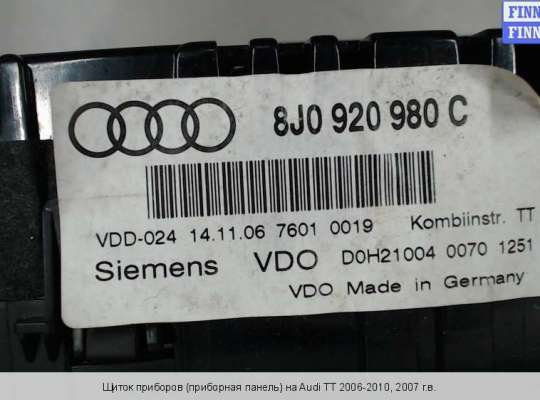 FINN
FINN
8J0 920 980 C
VDD-024 14.11.06 7601 0019 Kombiinstr. TT
Siemens VDO D0H21004 0070 1251
VDO Made in Germany
Щиток приборов (приборная панель) на Audi TT 2006-2010, 2007 г.в.